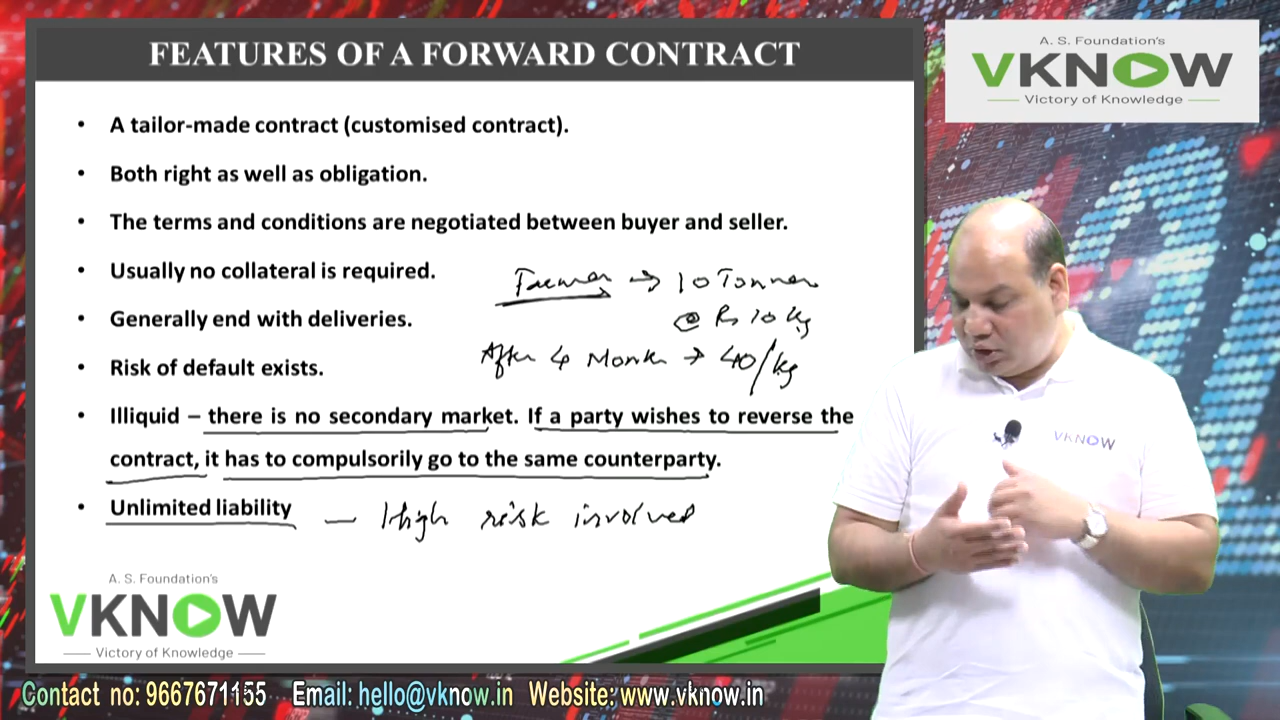 FEATURES OF A FORWARD CONTRACT
A. S. Foundation's
VKNOW
Victory of Knowledge
• A tailor-made contract (customised contract).
• Both right as well as obligation.
• The terms and conditions are negotiated between buyer and seller.
• Usually no collateral is required.
→ 10 Tonnes
@ Rs 10 kg
• Generally end with deliveries.
After 4 Month → 40/kg
• Risk of default exists.
• Illiquid – there is no secondary market. If a party wishes to reverse the
contract, it has to compulsorily go to the same counterparty.
• Unlimited liability — High risk involved
VKNOW
A. S. Foundation's
VKNOW
Victory of Knowledge
Contact no: 9667671155 Email: hello@vknow.in Website: www.vknow.in